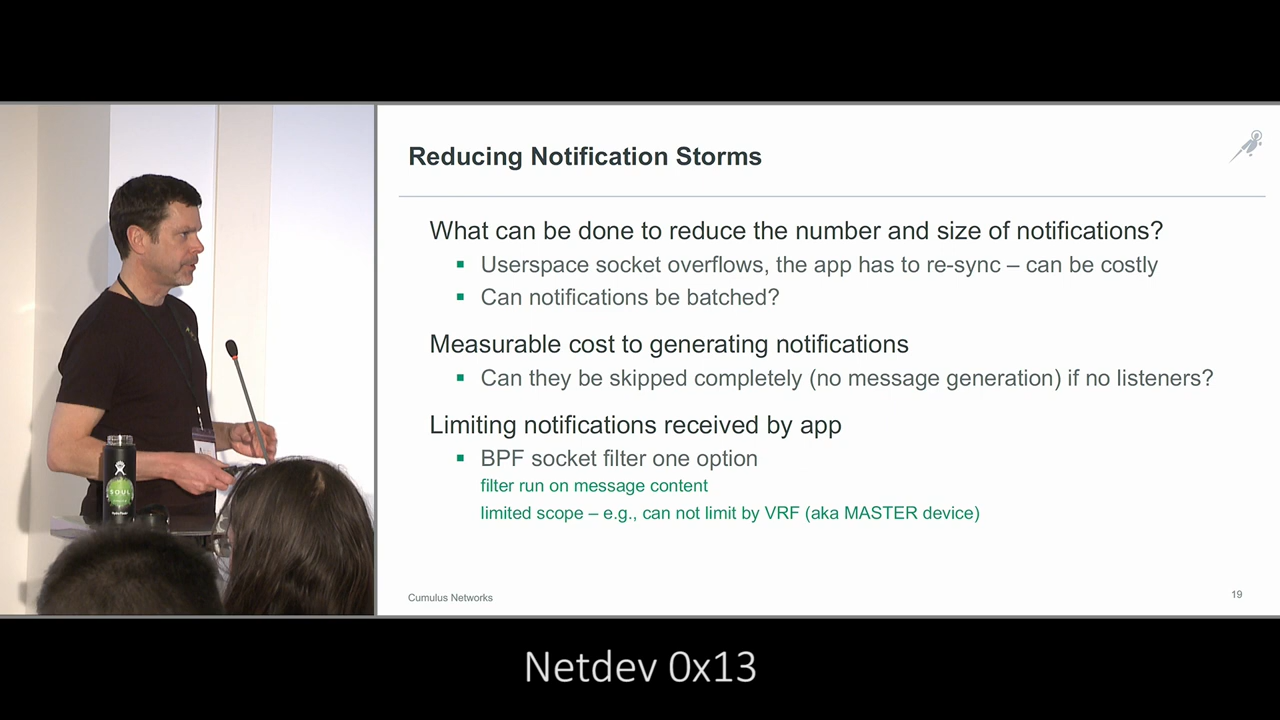 Reducing Notification Storms
What can be done to reduce the number and size of notifications?
Userspace socket overflows, the app has to re-sync – can be costly
Can notifications be batched?
Measurable cost to generating notifications
Can they be skipped completely (no message generation) if no listeners?
Limiting notifications received by app
BPF socket filter one option
filter run on message content
limited scope – e.g., can not limit by VRF (aka MASTER device)
Cumulus Networks
19
SOUL
Netdev 0x13